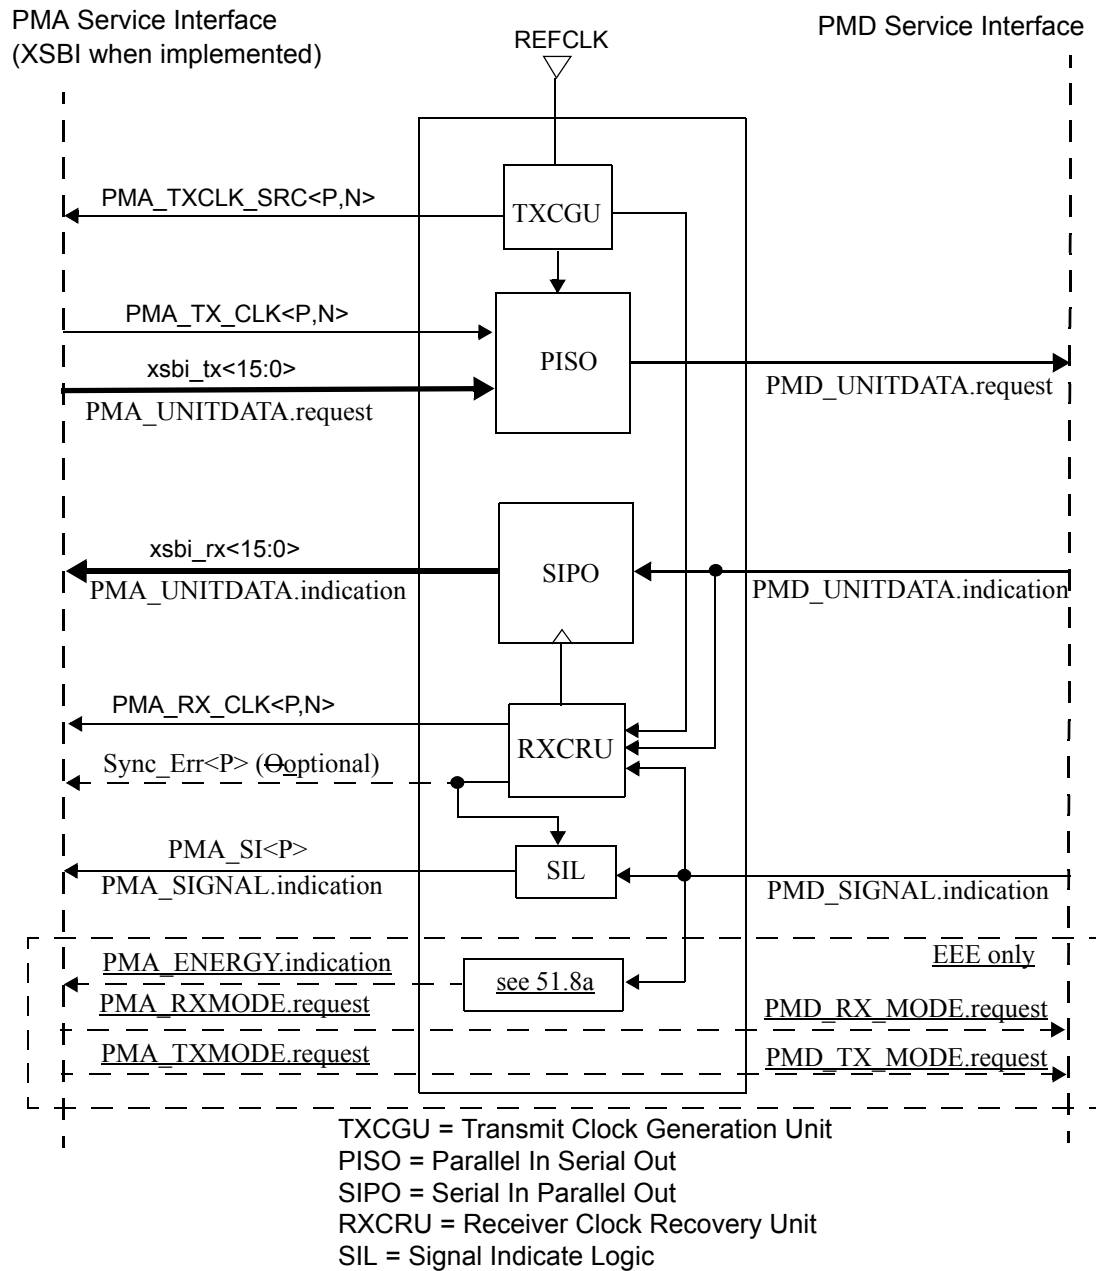 PMA Service Interface
(XSBI when implemented)
REFCLK
PMD Service Interface
PMA_TXCLK_SRC<P,N>
TXCGU
PMA_TX_CLK<P,N>
xsbi_tx<15:0>
PMA_UNITDATA.request
PISO
PMD_UNITDATA.request
xsbi_rx<15:0>
PMA_UNITDATA.indication
SIPO
PMD_UNITDATA.indication
PMA_RX_CLK<P,N>
RXCRU
Sync_Err<P> (Ooptional)
PMA_SI<P>
PMA_SIGNAL.indication
SIL
PMD_SIGNAL.indication
EEE only
PMA_ENERGY.indication
see 51.8a
PMA_RXMODE.request
PMD_RX_MODE.request
PMA_TXMODE.request
PMD_TX_MODE.request
TXCGU = Transmit Clock Generation Unit
PISO = Parallel In Serial Out
SIPO = Serial In Parallel Out
RXCRU = Receiver Clock Recovery Unit
SIL = Signal Indicate Logic